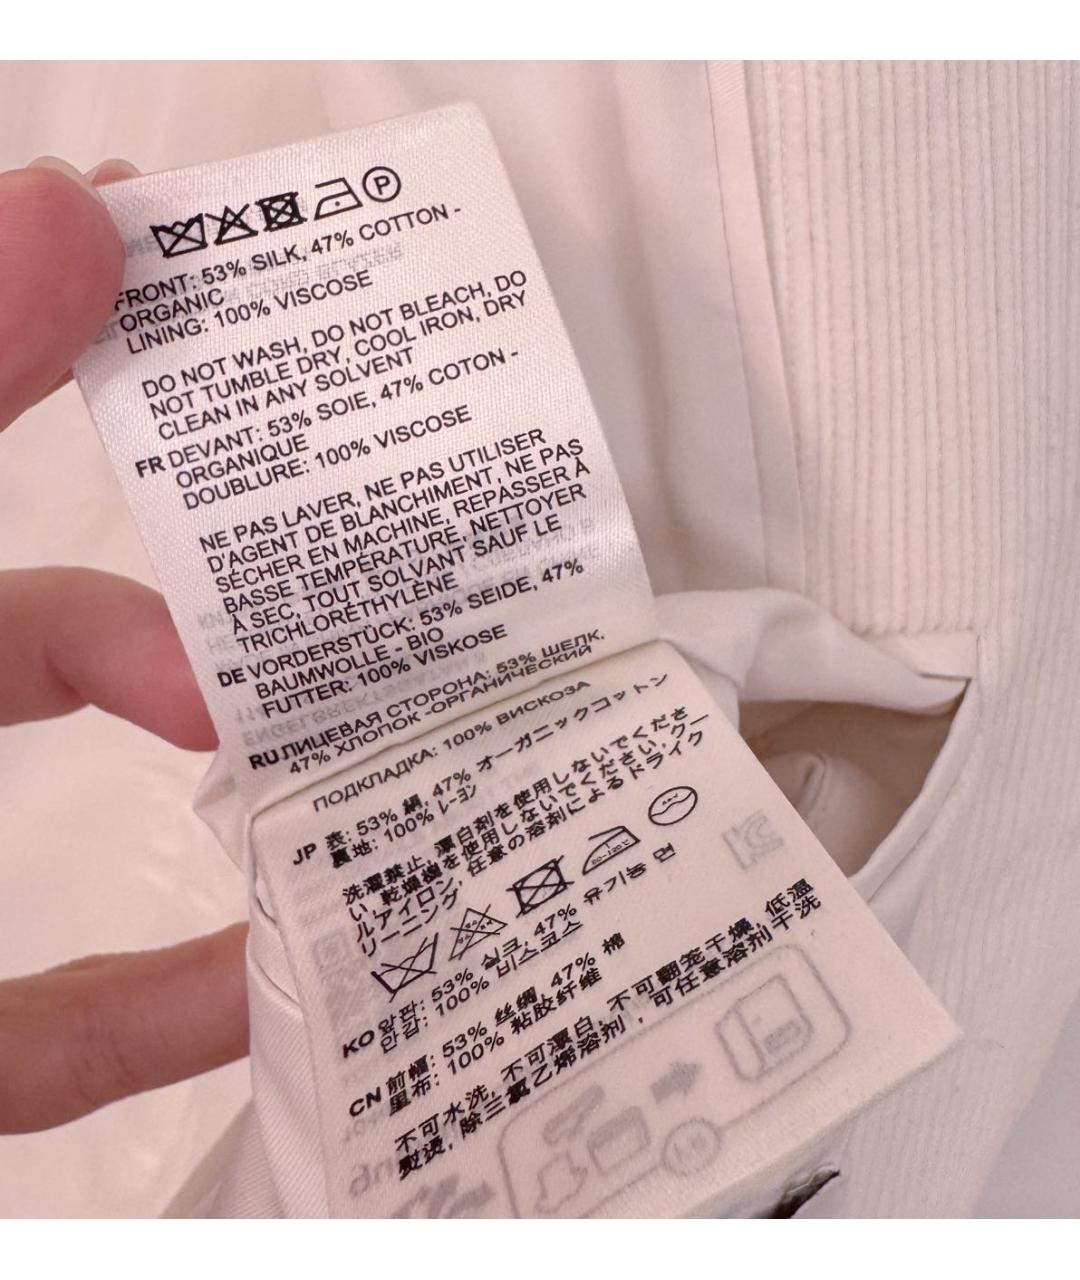 P
FRONT: 53% SILK, 47% COTTON -
ORGANIC
LINING: 100% VISCOSE
DO NOT WASH, DO NOT BLEACH, DO
NOT TUMBLE DRY, COOL IRON, DRY
CLEAN IN ANY SOLVENT
FR DEVANT: 53% SOIE, 47% COTON -
ORGANIQUE
DOUBLURE: 100% VISCOSE
NE PAS LAVER, NE PAS UTILISER
D'AGENT DE BLANCHIMENT, NE PAS
SÉCHER EN MACHINE, REPASSER À
BASSE TEMPÉRATURE, NETTOYER
À SEC, TOUT SOLVANT SAUF LE
TRICHLORÉTHYLÈNE
DE VORDERSTÜCK: 53% SEIDE, 47%
BAUMWOLLE - BIO
FUTTER: 100% VISKOSE
RU ЛИЦЕВАЯ СТОРОНА: 53% ШЕЛК,
47% ХЛОПОК -ОРГАНИЧЕСКИЙ
ПОДКЛАДКА: 100% ВИСКОЗА
JP 表: 53% 絹, 47% オーガニックコットン
裏地: 100% レーヨン
洗濯禁止, 漂白剤を使用しないでくださ
い, 乾燥機を使用しないでください, クー
ルアイロン, 任意の溶剤によるドライク
リーニング
80-120℃
KO 앞판: 53% 실크, 47% 유기농 면
안감: 100% 비스코스
CN 前幅: 53% 丝绸, 47% 棉
里布: 100% 粘胶纤维
不可水洗, 不可漂白, 不可翻笼干燥, 低温
熨烫, 除三氯乙烯溶剂, 可任意溶剂干洗